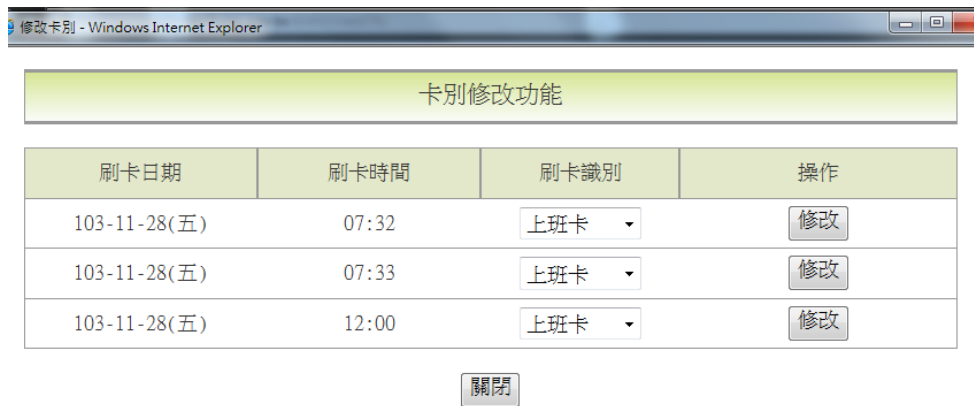 修改卡別 - Windows Internet Explorer
卡別修改功能
刷卡日期 刷卡時間 刷卡識別 操作
103-11-28(五) 07:32 上班卡 修改
103-11-28(五) 07:33 上班卡 修改
103-11-28(五) 12:00 上班卡 修改
關閉